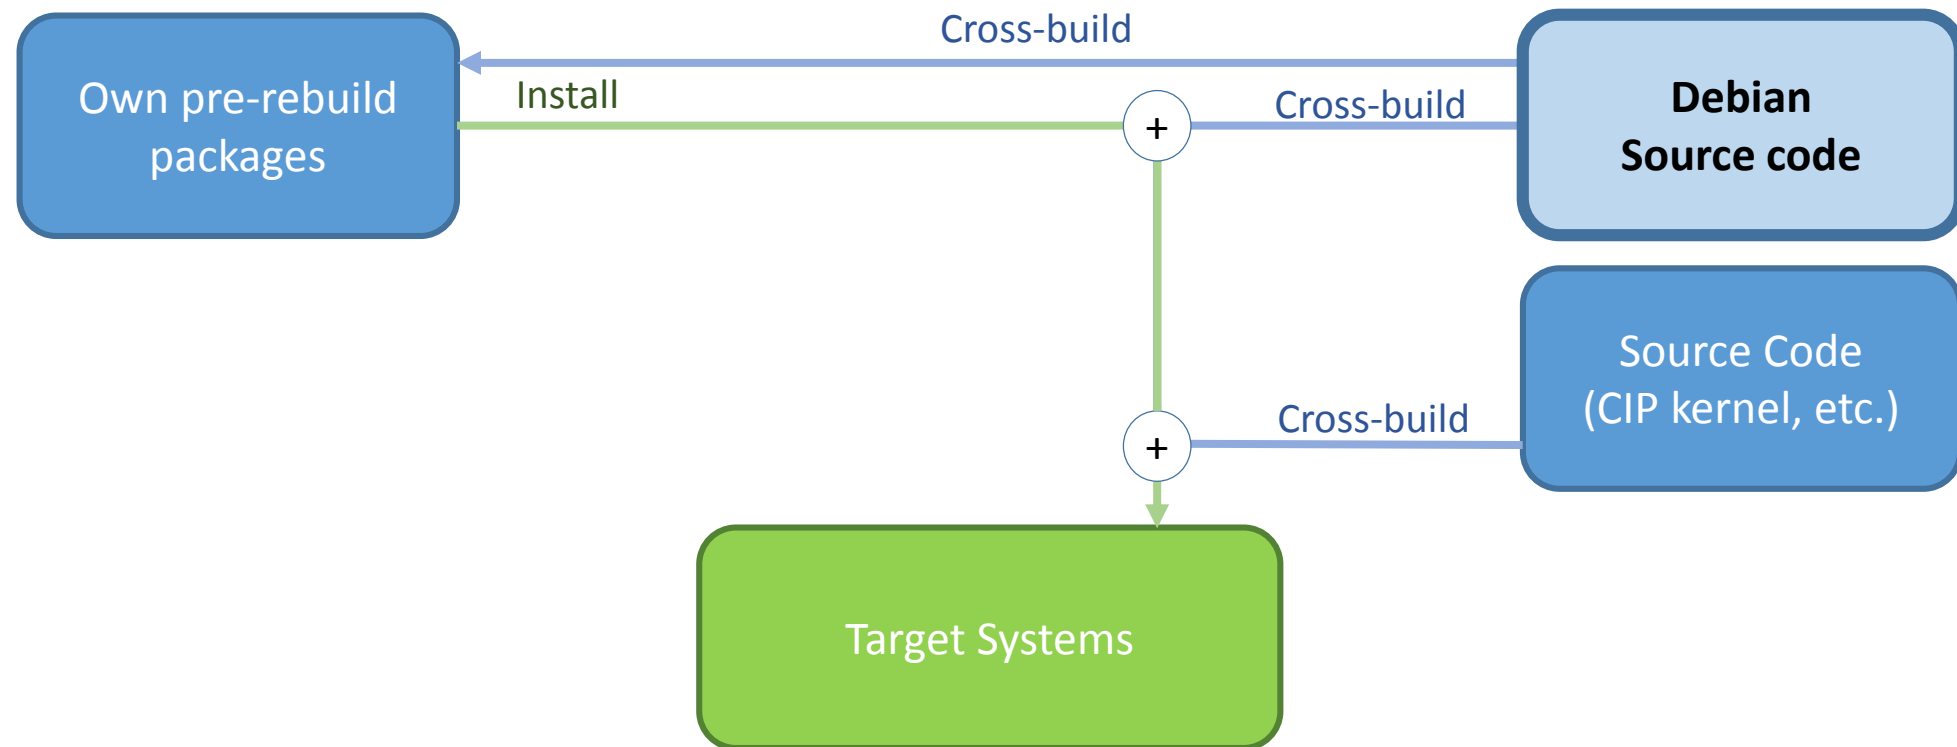 Cross-build
Own pre-rebuild
packages
Install
+
Cross-build
Debian
Source code
Source Code
(CIP kernel, etc.)
Cross-build
+
Target Systems